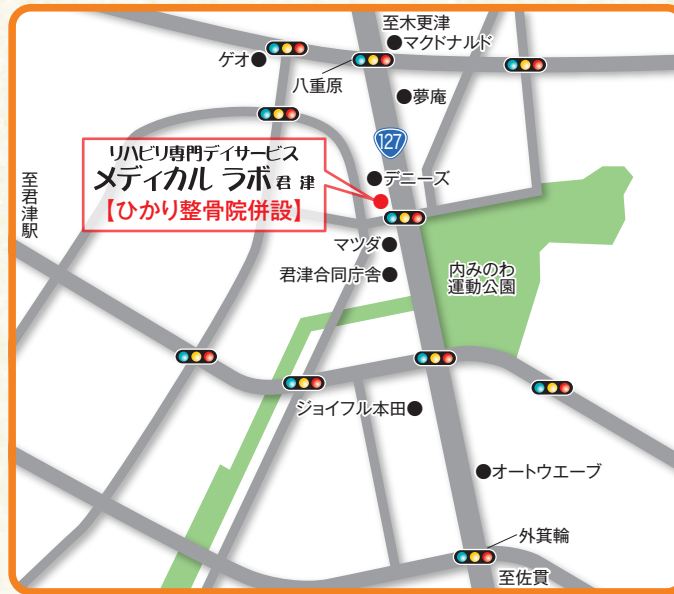 至木更津
マクドナルド
ゲオ
八重原
夢庵
127
リハビリ専門デイサービス
メディカル ラボ 君津
【ひかり整骨院併設】
デニーズ
至君津駅
マツダ
君津合同庁舎
内みのわ
運動公園
ジョイフル本田
オートウエーブ
外箕輪
至佐貫